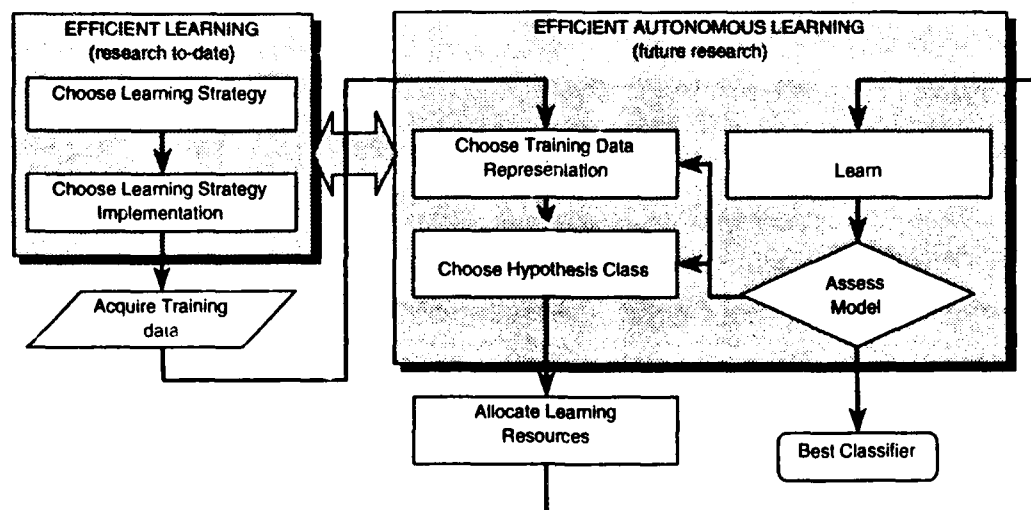 EFFICIENT LEARNING
(research to-date)
Choose Learning Strategy
Choose Learning Strategy
Implementation
Acquire Training
data
EFFICIENT AUTONOMOUS LEARNING
(future research)
Choose Training Data
Representation
Choose Hypothesis Class
Allocate Learning
Resources
Learn
Assess
Model
Best Classifier